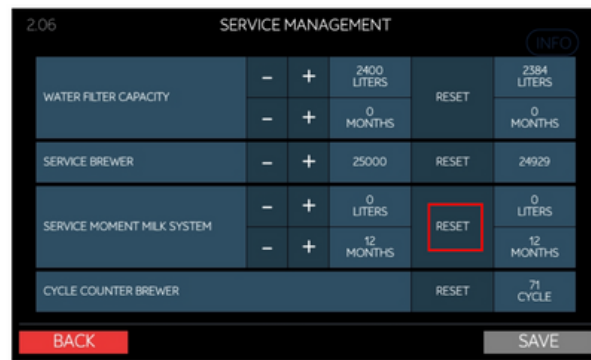 2.06 SERVICE MANAGEMENT
INFO
WATER FILTER CAPACITY - + 2400 LITERS RESET 2384 LITERS
- + 0 MONTHS 0 MONTHS
SERVICE BREWER - + 25000 RESET 24929
SERVICE MOMENT MILK SYSTEM - + 0 LITERS RESET 0 LITERS
- + 12 MONTHS 12 MONTHS
CYCLE COUNTER BREWER RESET 71 CYCLE
BACK SAVE